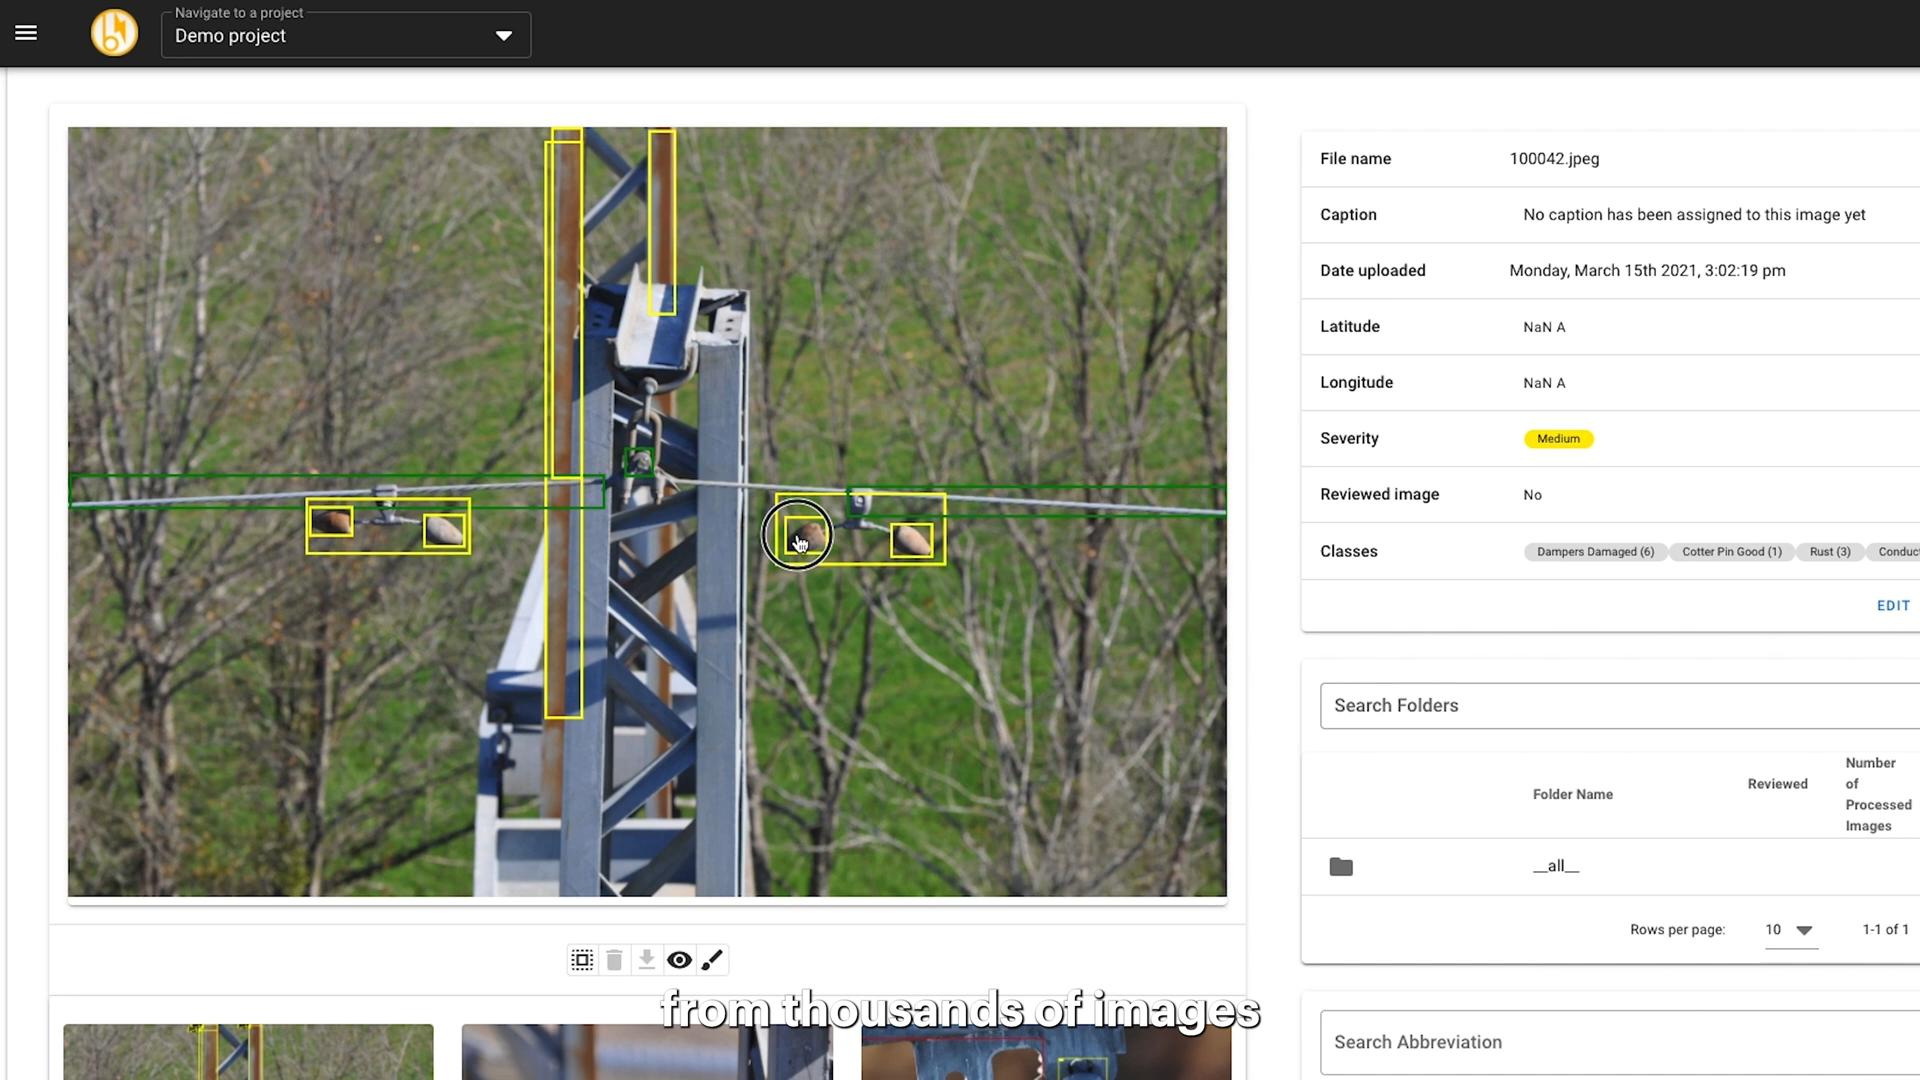 Navigate to a project
Demo project
File name 100042.jpeg
Caption No caption has been assigned to this image yet
Date uploaded Monday, March 15th 2021, 3:02:19 pm
Latitude NaN A
Longitude NaN A
Severity Medium
Reviewed image No
Classes Dampers Damaged (6) Cotter Pin Good (1) Rust (3) Conduc
EDIT
Search Folders
Folder Name Reviewed Number
of
Processed
Images
__all__
Rows per page: 10 1-1 of 1
from thousands of images
Search Abbreviation